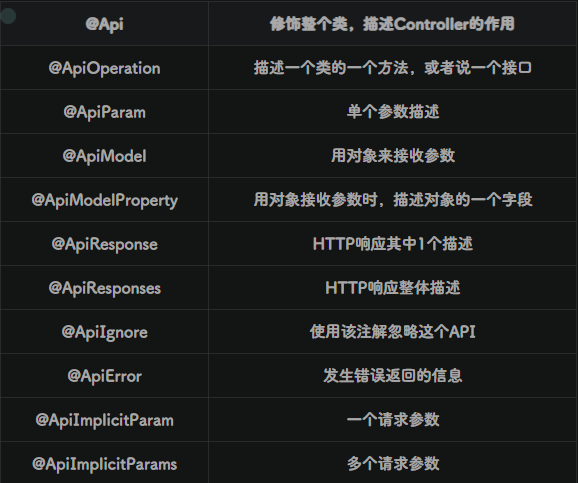 @Api 修饰整个类，描述Controller的作用
@ApiOperation 描述一个类的一个方法，或者说一个接口
@ApiParam 单个参数描述
@ApiModel 用对象来接收参数
@ApiModelProperty 用对象接收参数时，描述对象的一个字段
@ApiResponse HTTP响应其中1个描述
@ApiResponses HTTP响应整体描述
@ApiIgnore 使用该注解忽略这个API
@ApiError 发生错误返回的信息
@ApiImplicitParam 一个请求参数
@ApiImplicitParams 多个请求参数